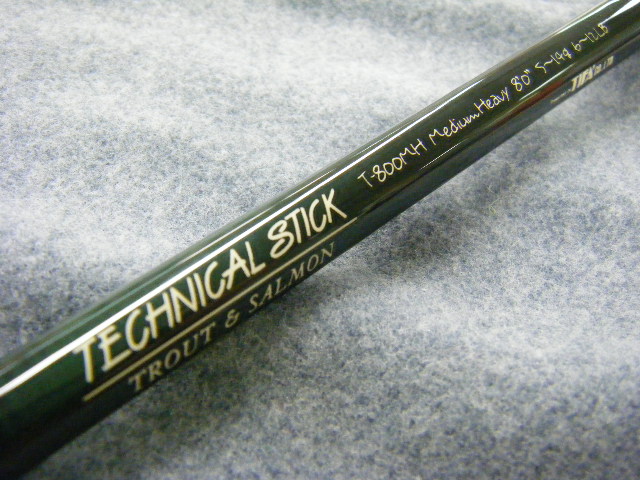 TECHNICAL STICK
TROUT & SALMON
T-800MH Medium Heavy 8'0" 5~14g 6~12LB